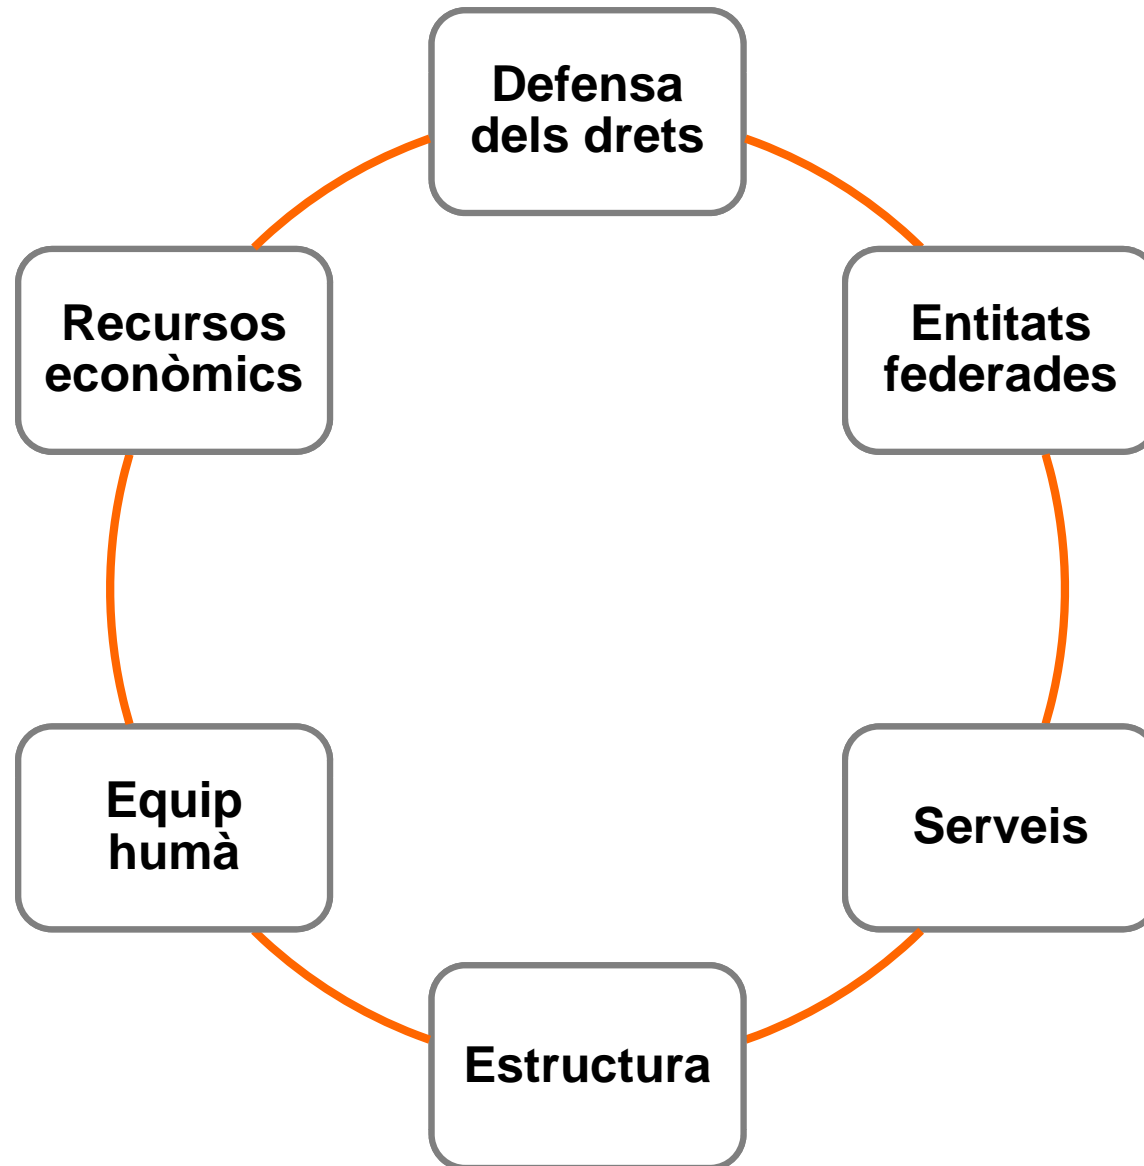 Defensa
dels drets
Entitats
federades
Serveis
Estructura
Equip
humà
Recursos
econòmics